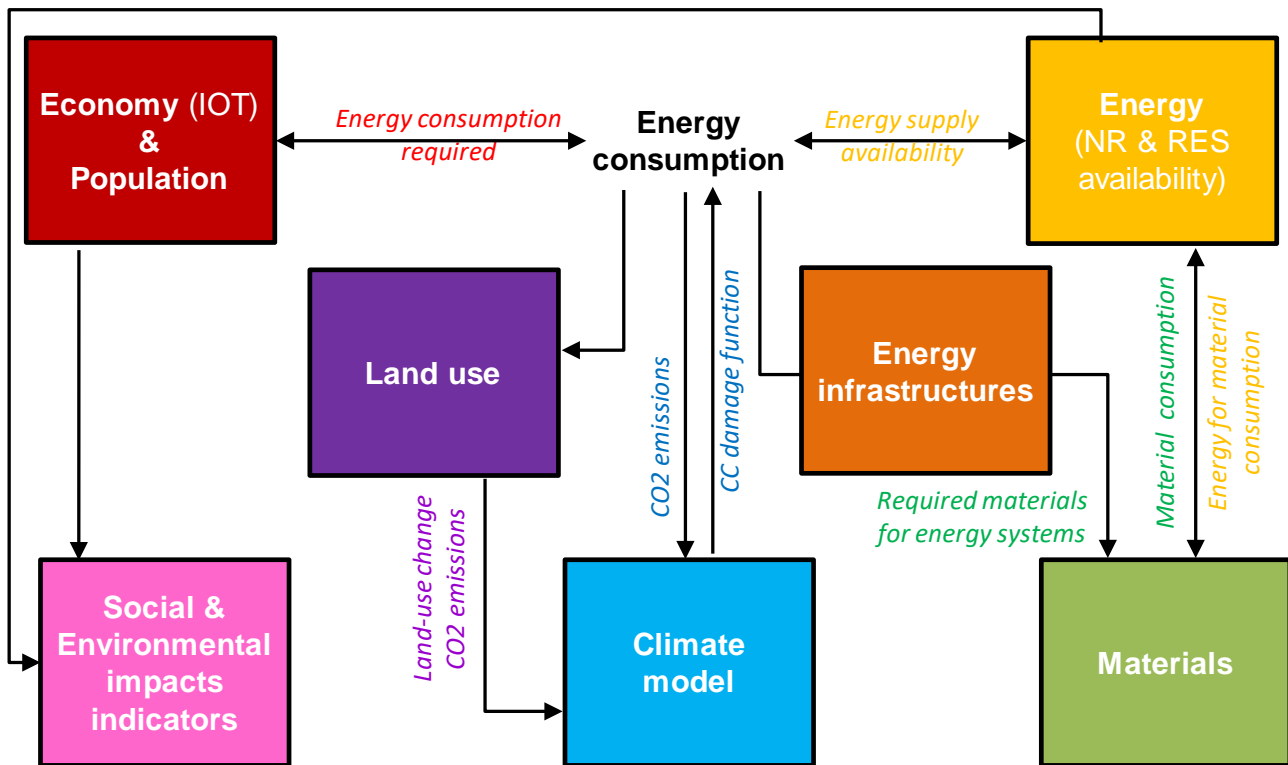 Economy (IOT)
&
Population
Energy consumption
required
Energy
consumption
Energy supply
availability
Energy
(NR & RES
availability)
Land use
CO2 emissions
CC damage function
Energy
infrastructures
Material consumption
Energy for material
consumption
Required materials
for energy systems
Land-use change
CO2 emissions
Social &
Environmental
impacts
indicators
Climate
model
Materials